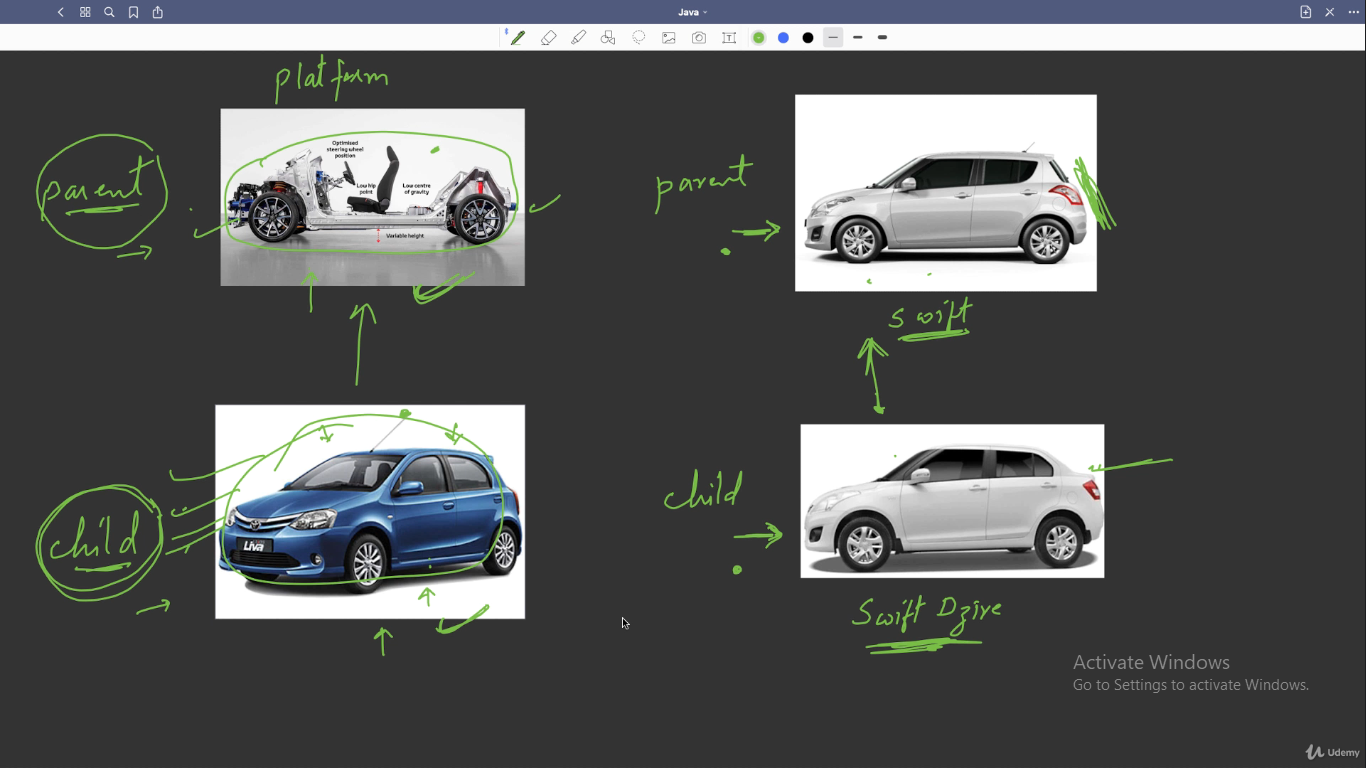 Java
T
platform
parent
Optimised
steering wheel
position
Low hip
point
Low centre
of gravity
Variable height
parent
Swift
child
LIVA
child
Swift Dzire
Activate Windows
Go to Settings to activate Windows.
Udemy